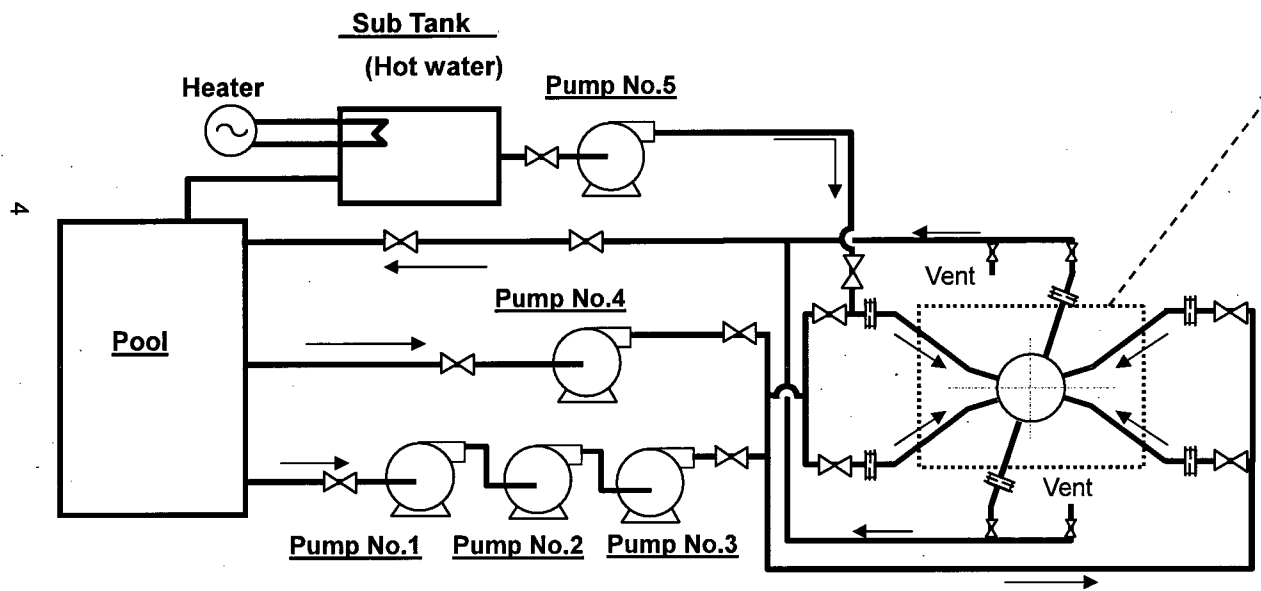 Sub Tank
(Hot water)
Pump No.5
Heater
4
Vent
Pump No.4
Pool
Vent
Pump No.1
Pump No.2
Pump No.3